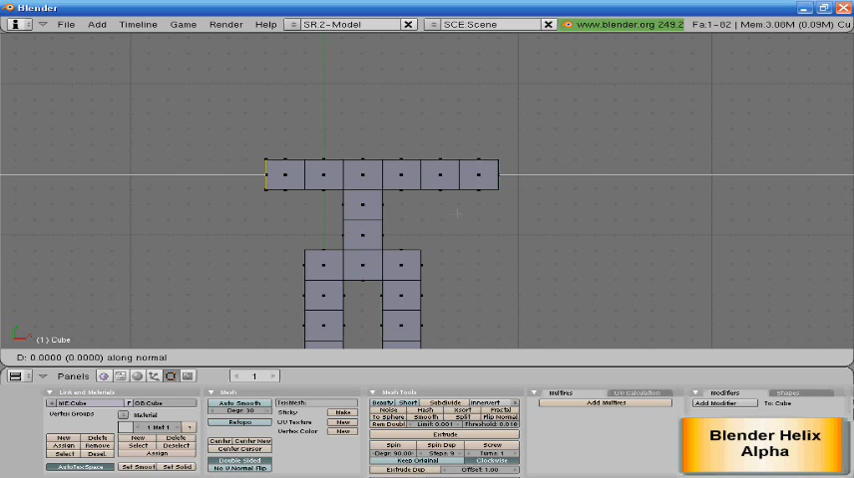 Blender
File Add Timeline Game Render Help SR:2-Model SCE:Scene www.blender.org 249.2 Fa:1-82 | Mem:3.08M (0.09M) Cu
(1) Cube
D: 0.0000 (0.0000) along normal
Panels 1
Link and Materials Mesh Mesh Tools Multires UV Calculation Modifiers Shapes
ME:Cube F OB:Cube Auto Smooth TexMesh: Beauty Short Subdivide Innervert Add Multires Add Modifier To: Cube
Vertex Groups Material Degr: 30 Sticky: Make Noise Hash Xsort Fractal
1 Mat 1 Retopo UV Texture New To Sphere Smooth Split Flip Normal
Vertex Color New Rem Doubl Limit: 0.001 Threshold: 0.010
New Delete New Delete Extrude
Assign Remove Select Deselect Center Center New Spin Spin Dup Screw
Select Desel. Assign Center Cursor Degr: 90.00 Steps: 9 Turns: 1
AutoTexSpace Set Smoot Set Solid Double Sided Keep Original Clockwise
No V.Normal Flip Extrude Dup Offset: 1.00
Blender Helix
Alpha